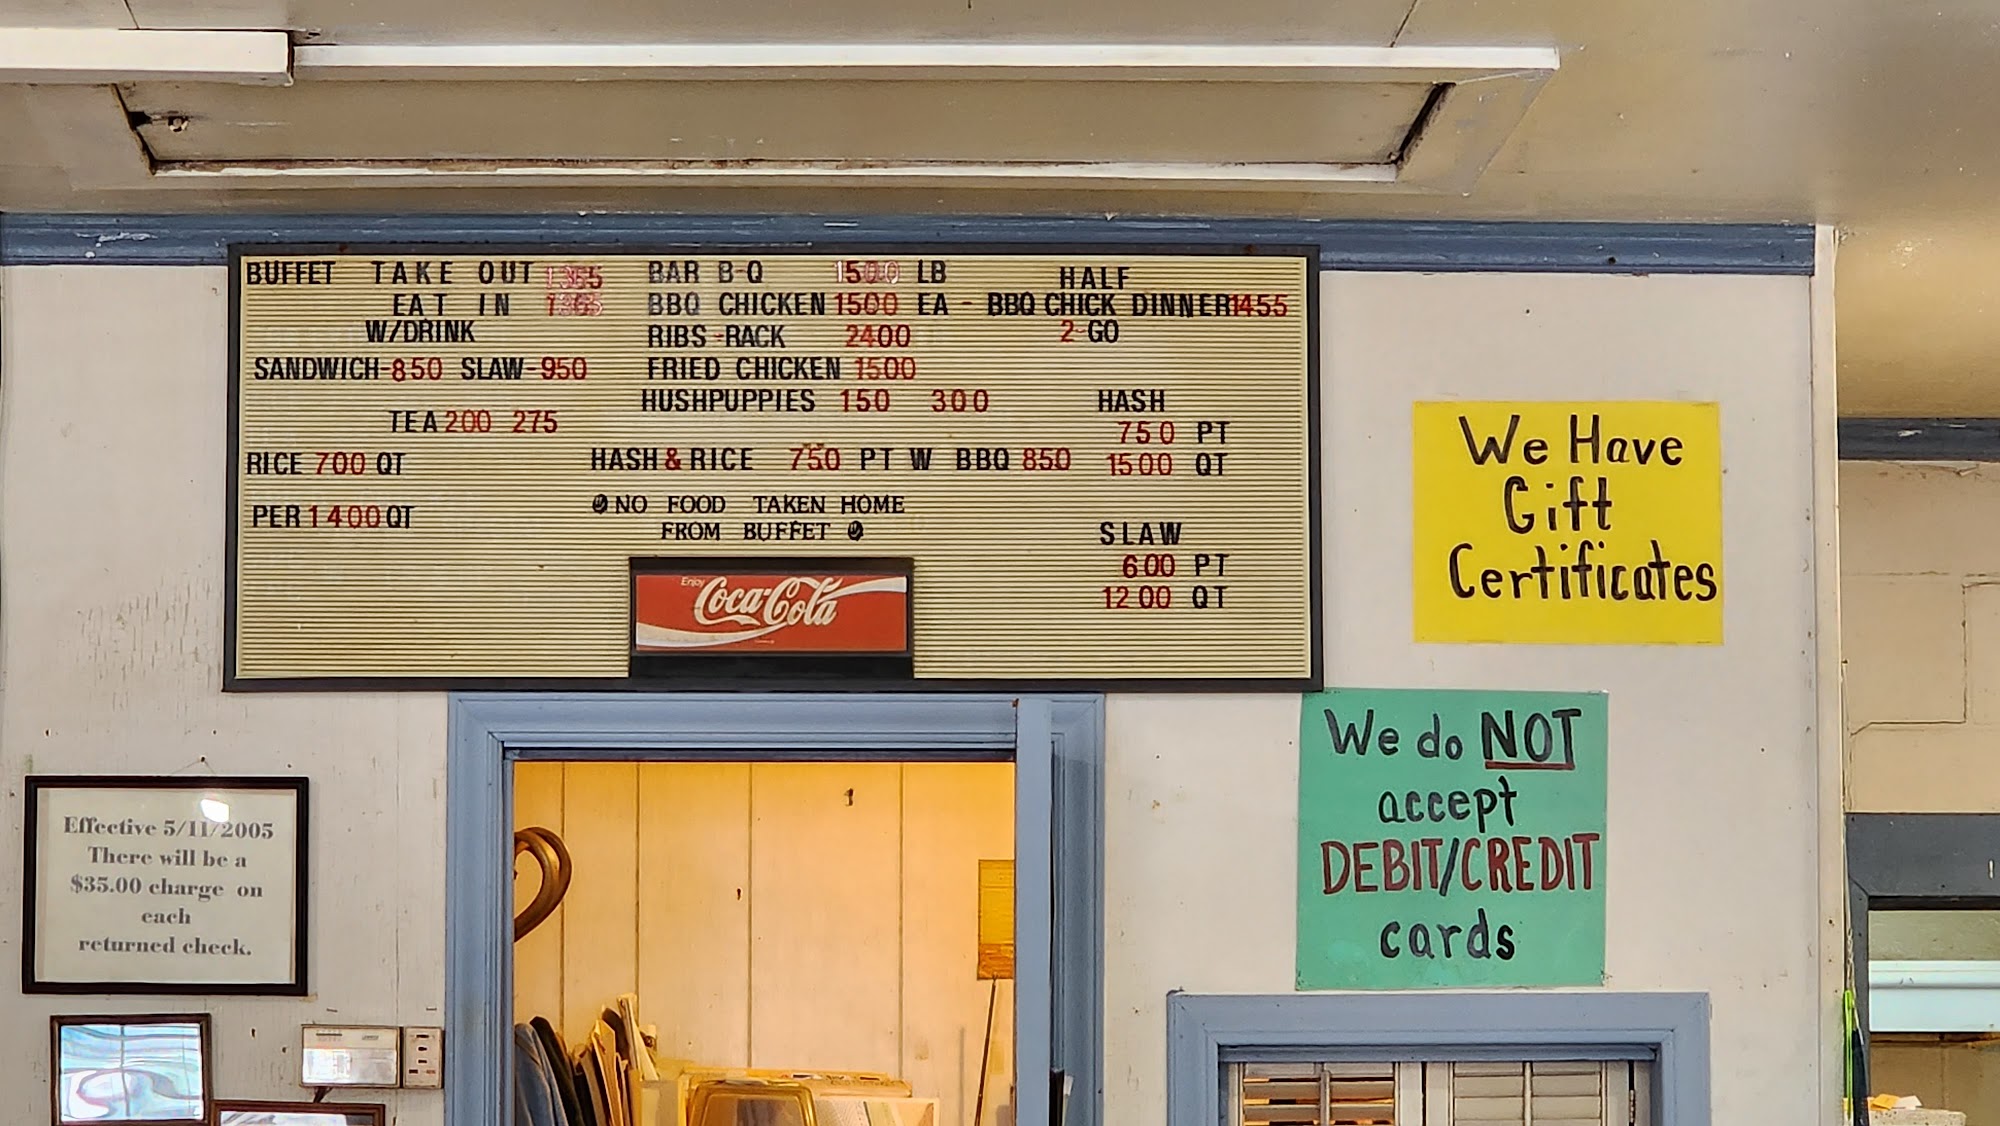 BUFFET TAKE OUT 1365
EAT IN 1365
W/DRINK
SANDWICH-850 SLAW-950
TEA 200 275
RICE 700 QT
PER 1400 QT
BAR B-Q 1500 LB
BBQ CHICKEN 1500 EA - BBQ CHICK DINNER 1455
HALF
2-GO
RIBS-RACK 2400
FRIED CHICKEN 1500
HUSHPUPPIES 150 300
HASH & RICE 750 PT W BBQ 850
NO FOOD TAKEN HOME
FROM BUFFET
HASH
750 PT
1500 QT
SLAW
600 PT
1200 QT
Enjoy
Coca-Cola
We Have
Gift
Certificates
We do NOT
accept
DEBIT/CREDIT
cards
Effective 5/11/2005
There will be a
$35.00 charge on
each
returned check.